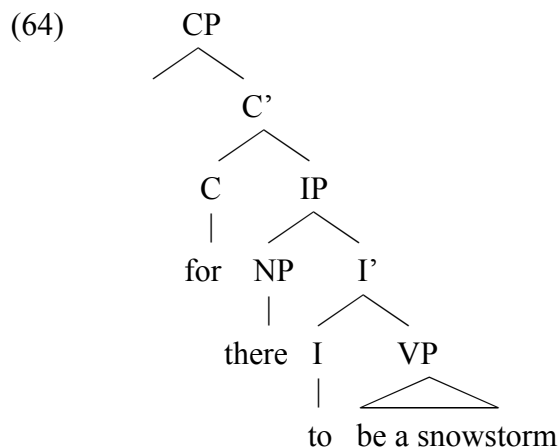 (64) CP
C’
C IP
for NP I’
there I VP
to be a snowstorm